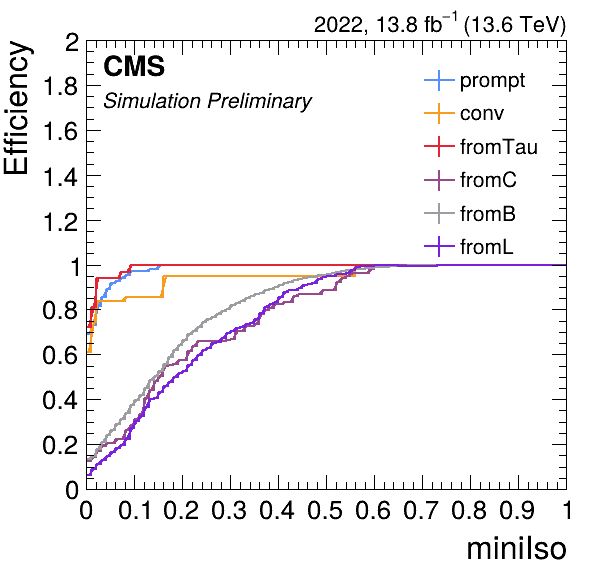 2022, 13.8 fb⁻¹ (13.6 TeV)
CMS
Simulation Preliminary
Efficiency
2
1.8
1.6
1.4
1.2
1
0.8
0.6
0.4
0.2
0
prompt
conv
fromTau
fromC
fromB
fromL
0 0.1 0.2 0.3 0.4 0.5 0.6 0.7 0.8 0.9 1
miniIso